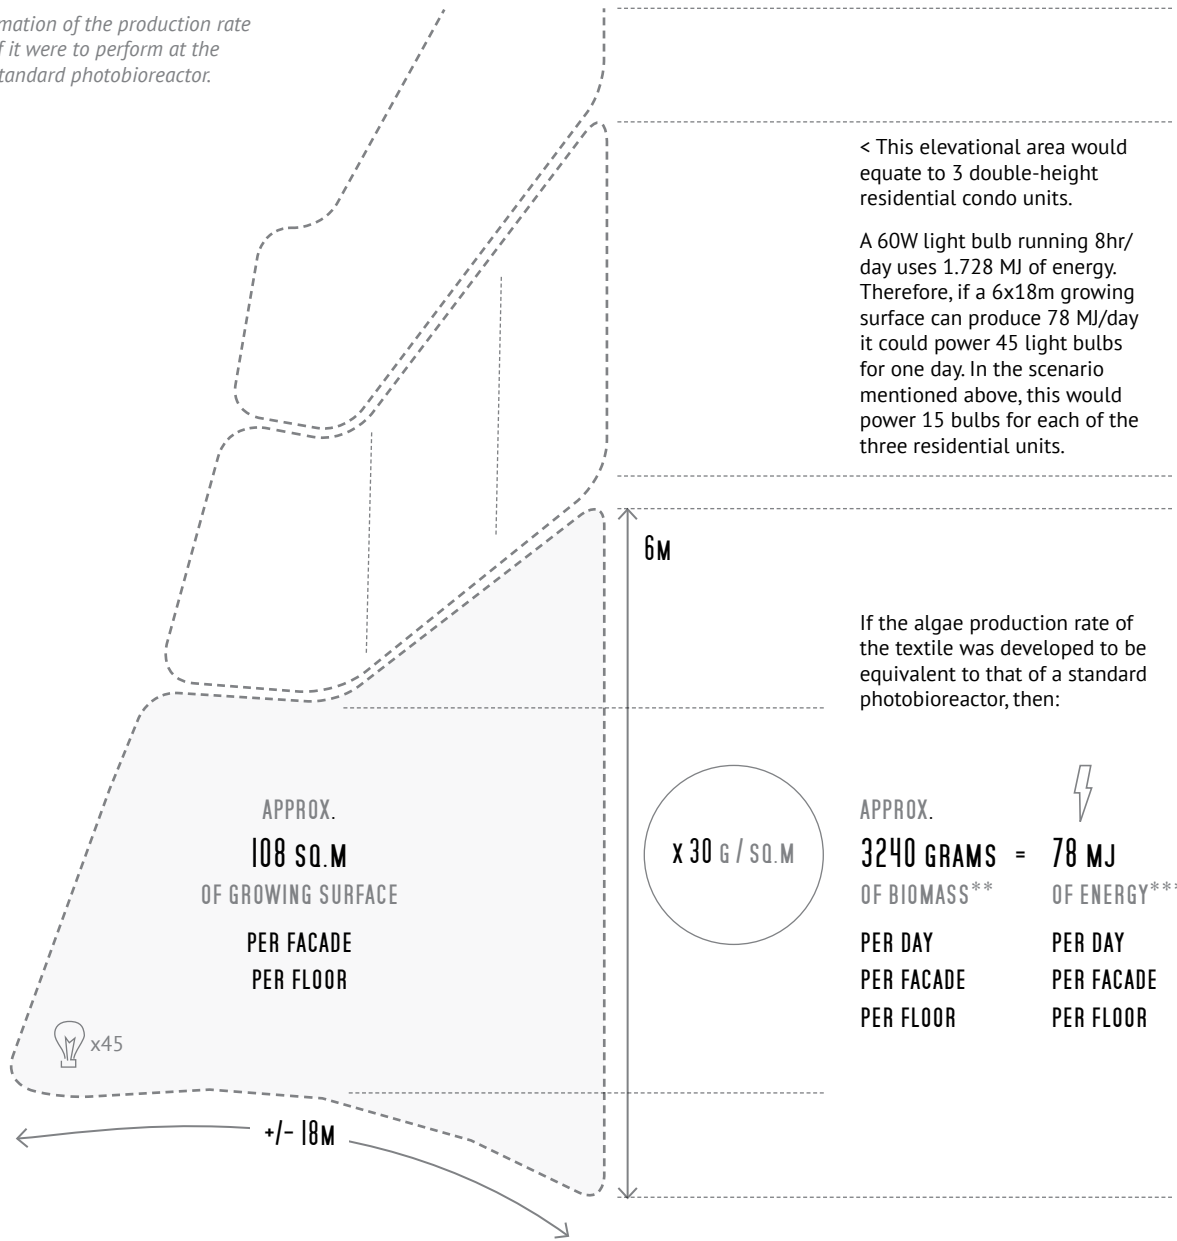 mation of the production rate
f it were to perform at the
tandard photobioreactor.
< This elevational area would
equate to 3 double-height
residential condo units.
A 60W light bulb running 8hr/
day uses 1.728 MJ of energy.
Therefore, if a 6x18m growing
surface can produce 78 MJ/day
it could power 45 light bulbs
for one day. In the scenario
mentioned above, this would
power 15 bulbs for each of the
three residential units.
6M
If the algae production rate of
the textile was developed to be
equivalent to that of a standard
photobioreactor, then:
APPROX.
108 SQ.M
OF GROWING SURFACE
PER FACADE
PER FLOOR
X 30 G / SQ.M
APPROX.
3240 GRAMS = 78 MJ
OF BIOMASS** OF ENERGY***
PER DAY PER DAY
PER FACADE PER FACADE
PER FLOOR PER FLOOR
x45
+/- 18M